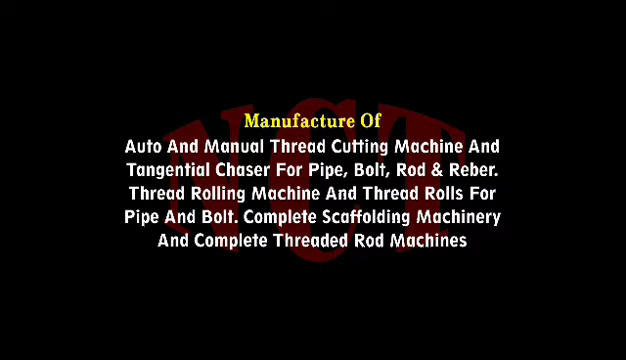 NCT
Manufacture Of
Auto And Manual Thread Cutting Machine And
Tangential Chaser For Pipe, Bolt, Rod & Reber.
Thread Rolling Machine And Thread Rolls For
Pipe And Bolt. Complete Scaffolding Machinery
And Complete Threaded Rod Machines